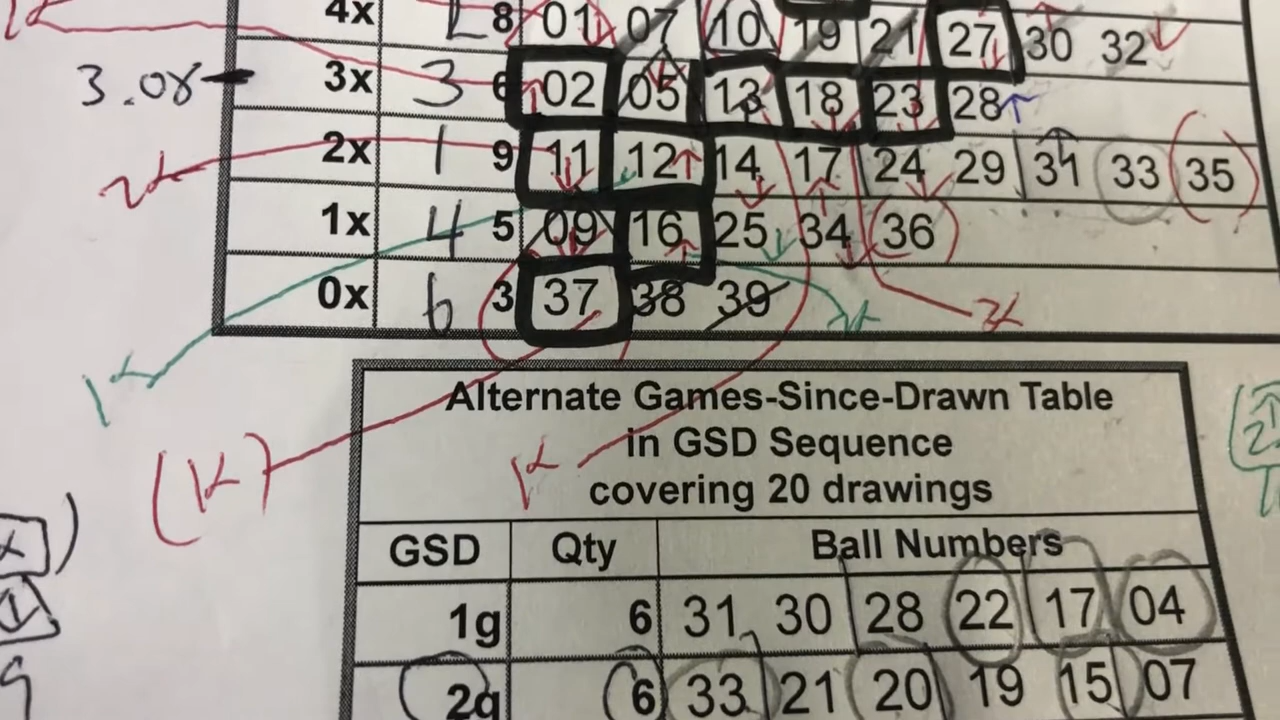 4x 8 01 07 10 19 21 27 30 32
3.08 3x 3 6 02 05 13 18 23 28
2x 1 9 11 12 14 17 24 29 31 33 35
1x 4 5 09 16 25 34 36
0x 6 3 37 38 39
Alternate Games-Since-Drawn Table
in GSD Sequence
covering 20 drawings
GSD Qty Ball Numbers
1g 6 31 30 28 22 17 04
2g 6 33 21 20 19 15 07